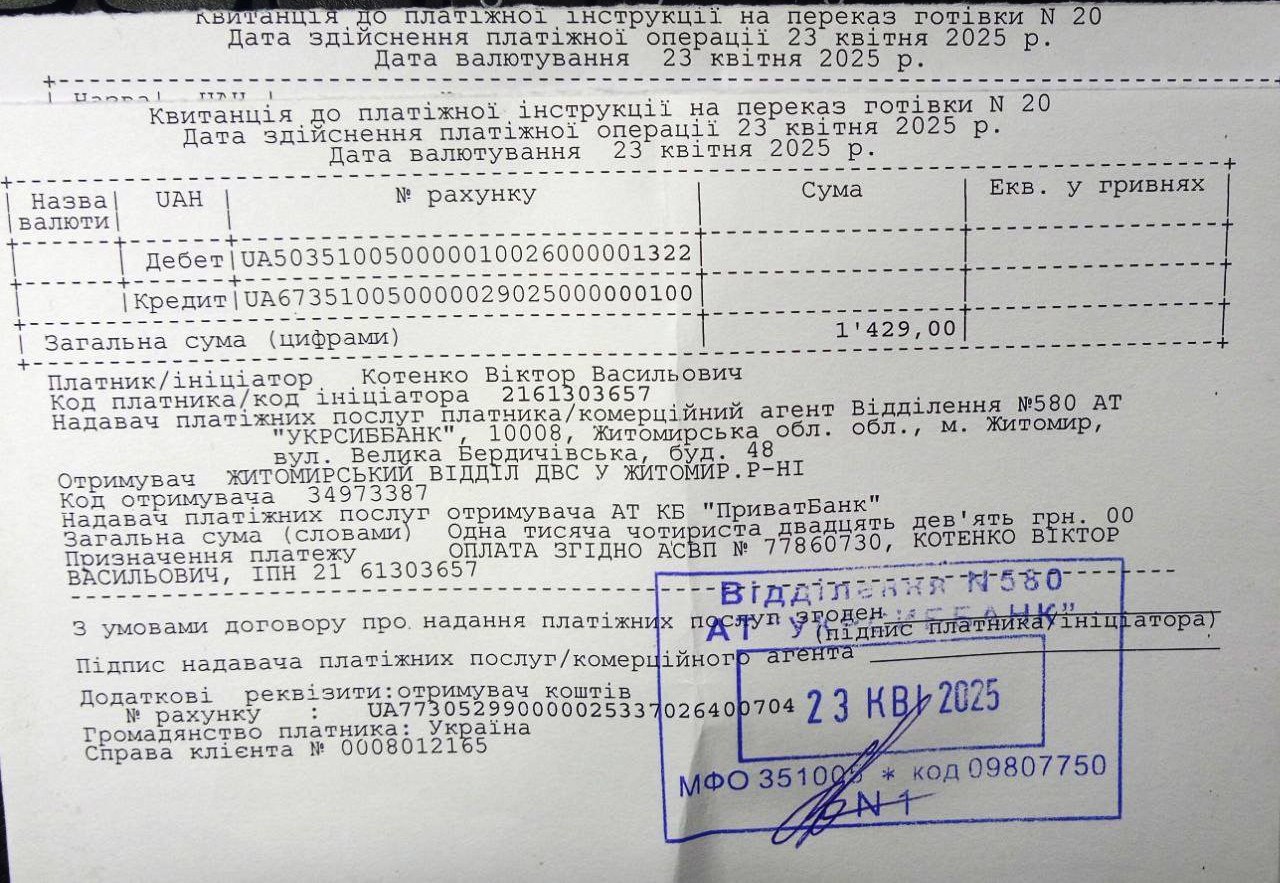 Квитанція до платіжної інструкції на переказ готівки N 20
Дата здійснення платіжної операції 23 квітня 2025 р.
Дата валютування 23 квітня 2025 р.
Назва UAH
Квитанція до платіжної інструкції на переказ готівки N 20
Дата здійснення платіжної операції 23 квітня 2025 р.
Дата валютування 23 квітня 2025 р.
Назва валюти | UAH | № рахунку | Сума | Екв. у гривнях
Дебет | UA503510050000010026000001322
Кредит | UA673510050000029025000000100
Загальна сума (цифрами) | 1'429,00
Платник/ініціатор Котенко Віктор Васильович
Код платника/код ініціатора 2161303657
Надавач платіжних послуг платника/комерційний агент Відділення №580 АТ
"УКРСИББАНК", 10008, Житомирська обл. обл., м. Житомир,
вул. Велика Бердичівська, буд. 48
Отримувач ЖИТОМИРСЬКИЙ ВІДДІЛ ДВС У ЖИТОМИР.Р-НІ
Код отримувача 34973387
Надавач платіжних послуг отримувача АТ КБ "ПриватБанк"
Загальна сума (словами) Одна тисяча чотириста двадцять дев'ять грн. 00
Призначення платежу ОПЛАТА ЗГІДНО АСВП № 77860730, КОТЕНКО ВІКТОР
ВАСИЛЬОВИЧ, ІПН 21 61303657
З умовами договору про надання платіжних послуг згоден
(підпис платника/ініціатора)
Підпис надавача платіжних послуг/комерційного агента
Додаткові реквізити:отримувач коштів
№ рахунку : UA773052990000025337026400704
Громадянство платника: Україна
Справа клієнта № 0008012165
Відділення N580
АТ "УКРСИББАНК"
23 КВІ 2025
МФО 351005 * код 09807750
N 1